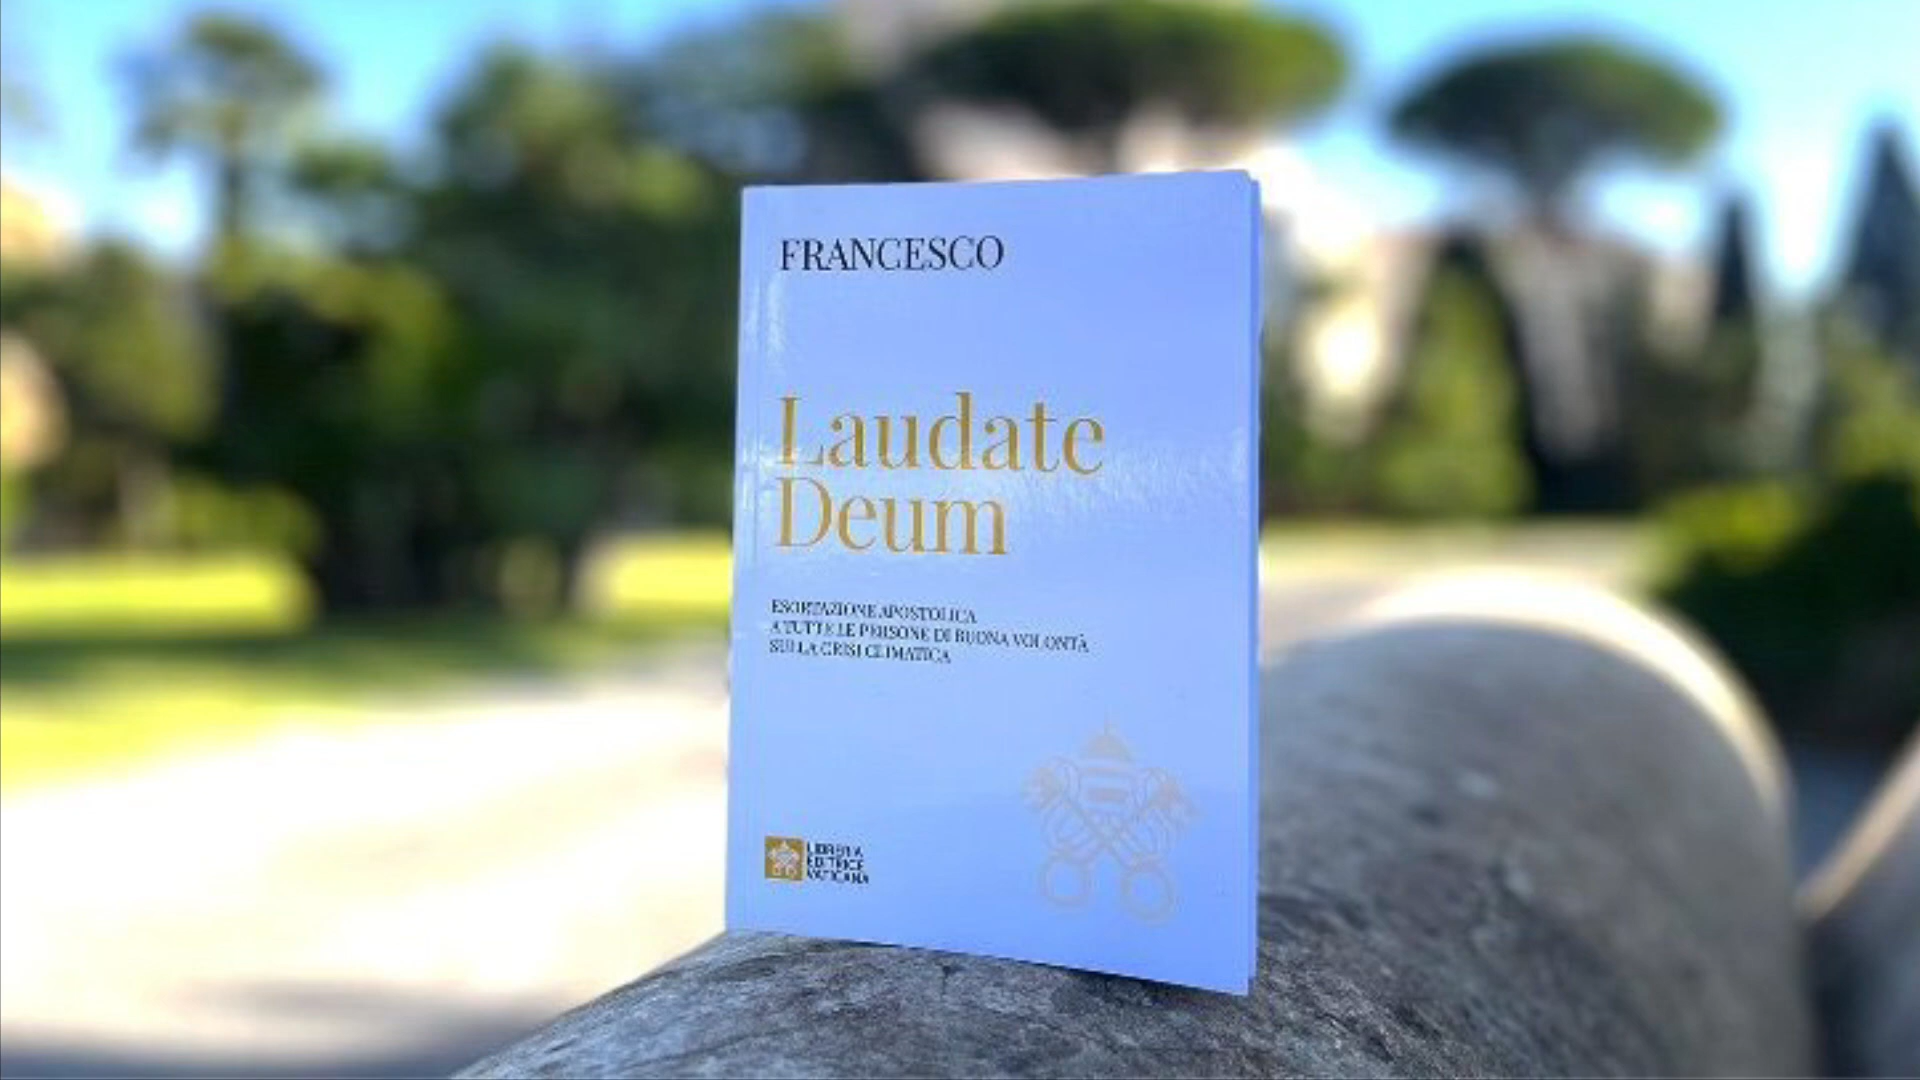 FRANCESCO
Laudate
Deum
ESORTAZIONE APOSTOLICA
A TUTTE LE PERSONE DI BUONA VOLONTÀ
SULLA CRISI CLIMATICA
LIBRERIA
EDITRICE
VATICANA